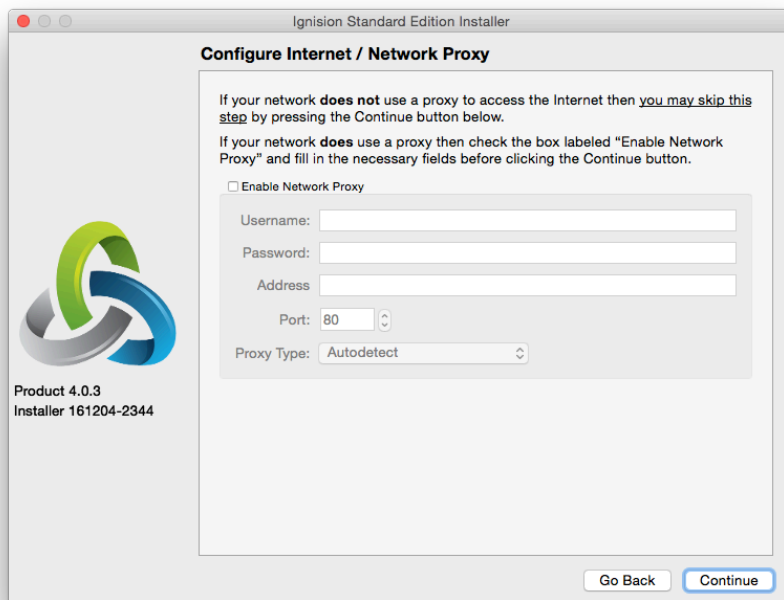 Ignision Standard Edition Installer
Configure Internet / Network Proxy
If your network does not use a proxy to access the Internet then you may skip this
step by pressing the Continue button below.
If your network does use a proxy then check the box labeled “Enable Network
Proxy” and fill in the necessary fields before clicking the Continue button.
Enable Network Proxy
Username:
Password:
Address
Port: 80
Proxy Type: Autodetect
Product 4.0.3
Installer 161204-2344
Go Back Continue